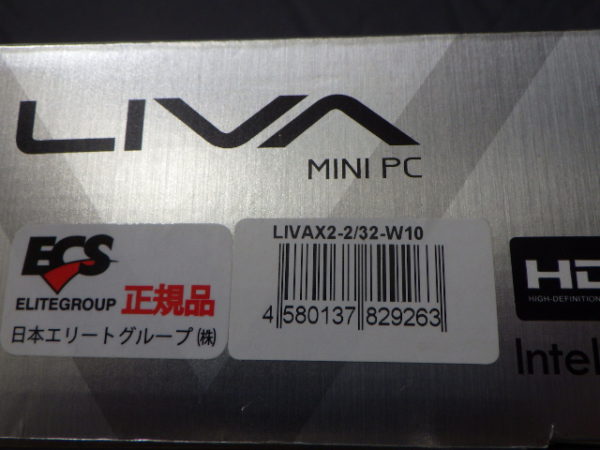 LIVA
MINI PC
ECS
ELITEGROUP 正規品
日本エリートグループ(株)
LIVAX2-2/32-W10
4 580137 829263
HD
HIGH-DEFINITION
Intel